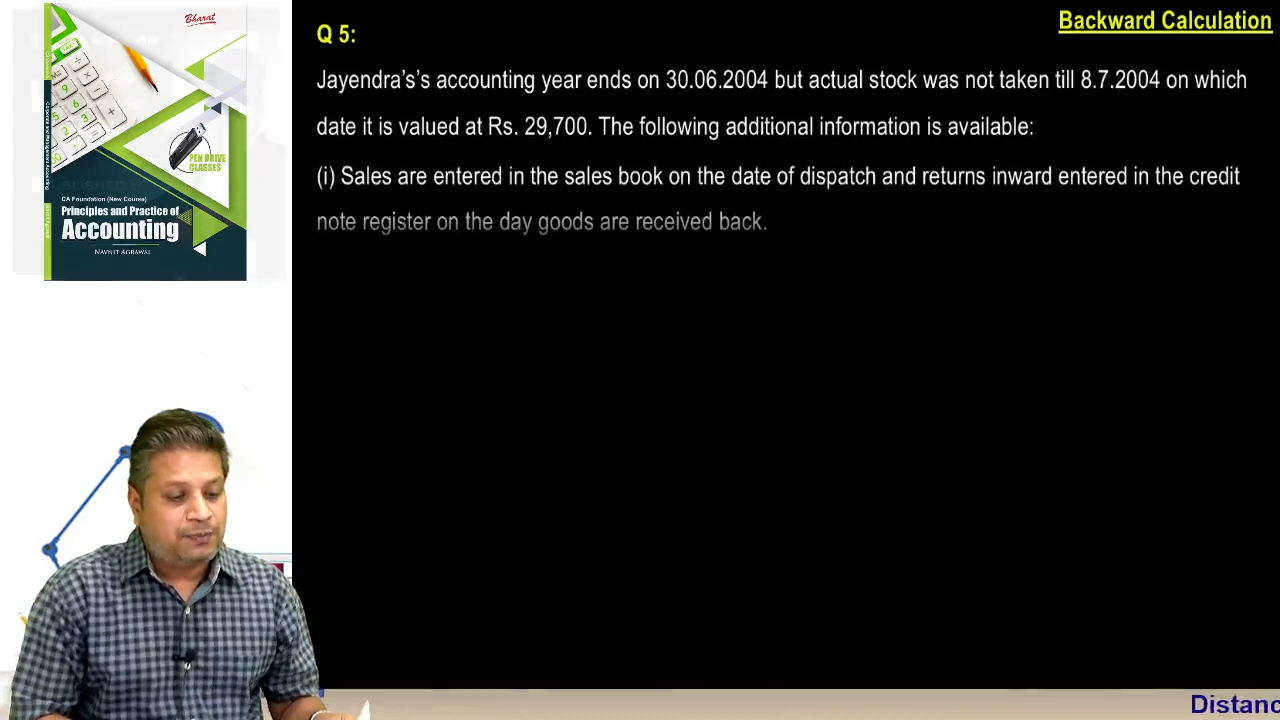 Bharat
PEN DRIVE
CLASSES
CA Foundation (New Course)
Principles and Practice of
Accounting
NAVNIT AGRAWAL
Backward Calculation
Q 5:
Jayendra's's accounting year ends on 30.06.2004 but actual stock was not taken till 8.7.2004 on which
date it is valued at Rs. 29,700. The following additional information is available:
(i) Sales are entered in the sales book on the date of dispatch and returns inward entered in the credit
note register on the day goods are received back.
Distanc